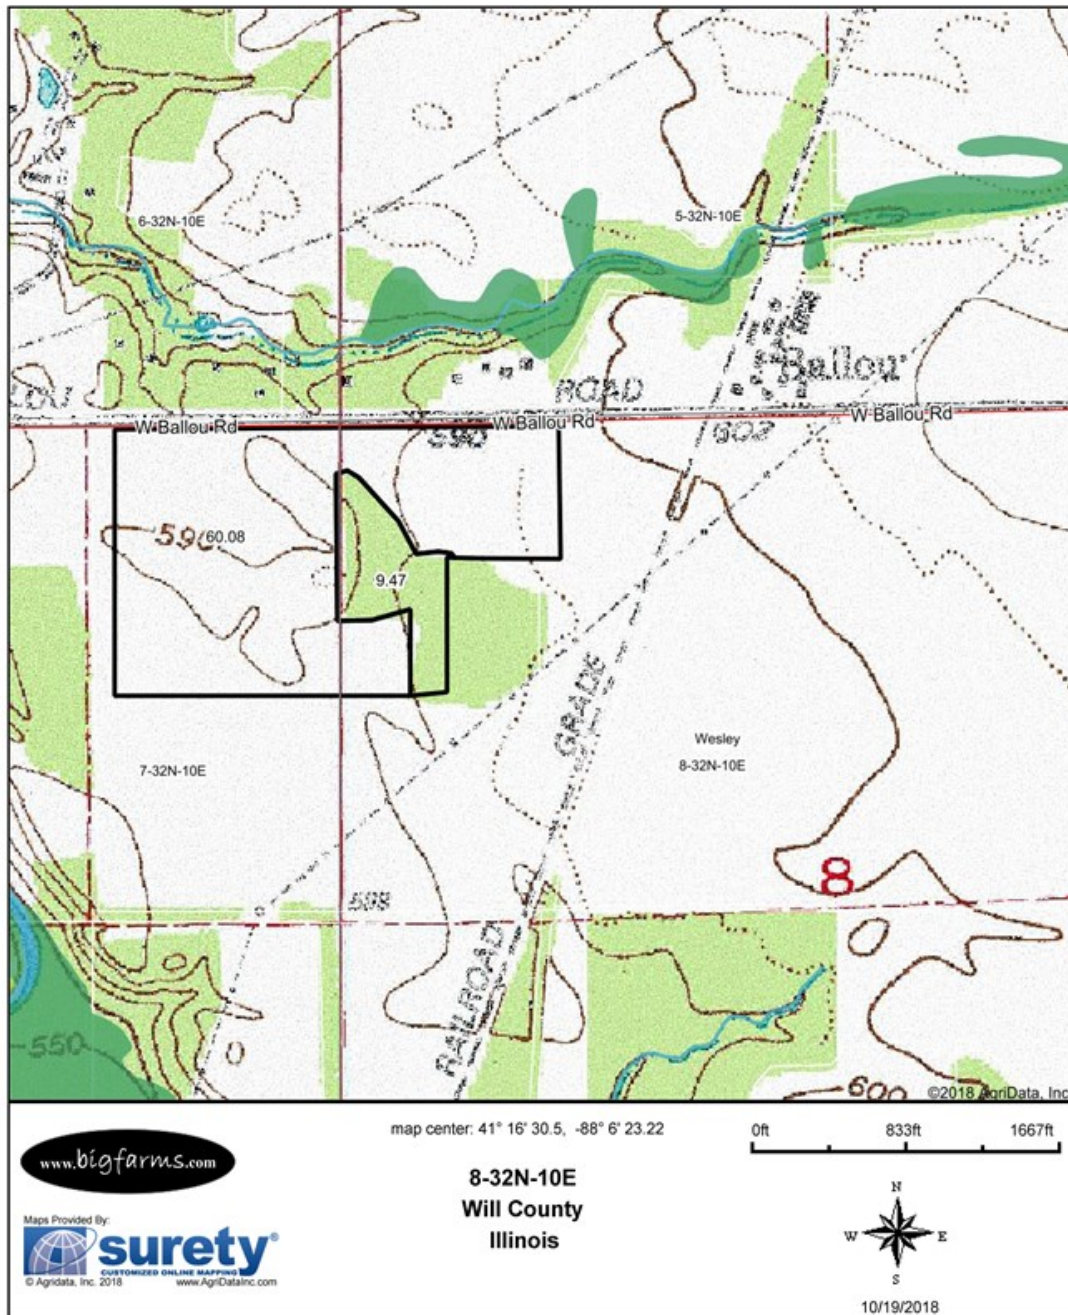 6-32N-10E
5-32N-10E
Ballou
ROAD
W Ballou Rd
W Ballou Rd
W Ballou Rd
590
602
60.08
9.47
GRADE
Wesley
8-32N-10E
7-32N-10E
8
RAILROAD
550
600
©2018 AgriData, Inc
map center: 41° 16' 30.5, -88° 6' 23.22
0ft 833ft 1667ft
www.bigfarms.com
8-32N-10E
Will County
Illinois
N
W E
S
Maps Provided By:
surety®
CUSTOMIZED ONLINE MAPPING
© Agridata, Inc. 2018 www.AgriDataInc.com
10/19/2018